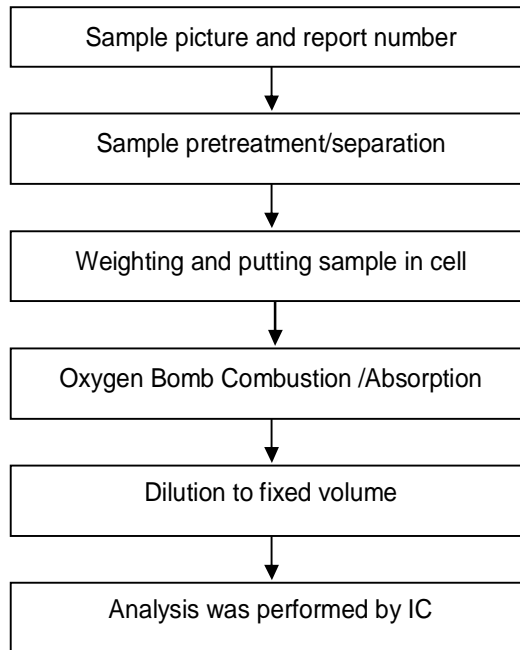 Sample picture and report number
Sample pretreatment/separation
Weighting and putting sample in cell
Oxygen Bomb Combustion /Absorption
Dilution to fixed volume
Analysis was performed by IC